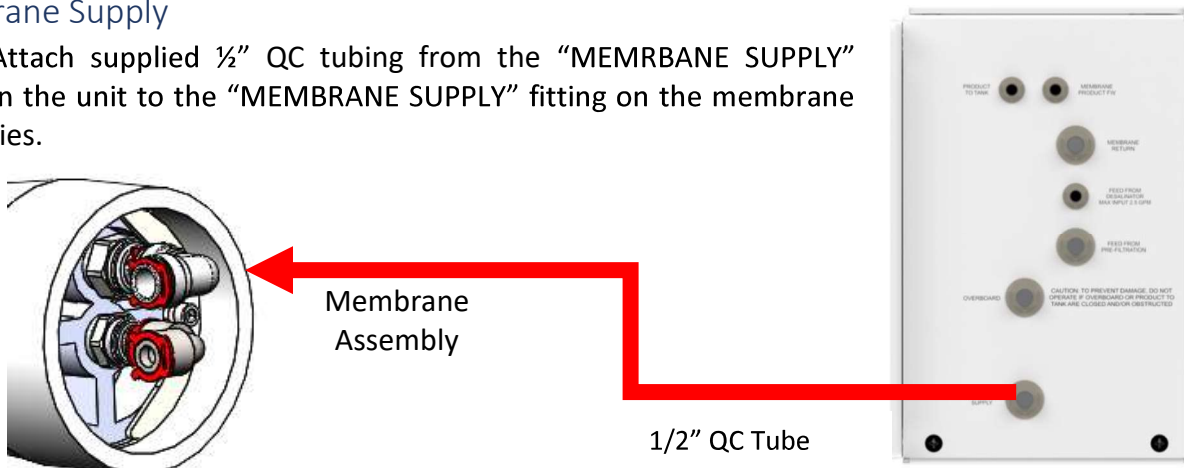 rane Supply
Attach supplied ½” QC tubing from the “MEMRBANE SUPPLY”
n the unit to the “MEMBRANE SUPPLY” fitting on the membrane
ies.
PRODUCT
TO TANK
MEMBRANE
PRODUCT FIV
MEMBRANE
RETURN
FEED FROM
DESALINATOR
MAX INPUT 2.5 GPM
FEED FROM
PRE-FILTRATION
OVERBOARD
CAUTION: TO PREVENT DAMAGE, DO NOT
OPERATE IF OVERBOARD OR PRODUCT TO
TANK ARE CLOSED AND/OR OBSTRUCTED
Membrane
Assembly
SUPPLY
1/2” QC Tube